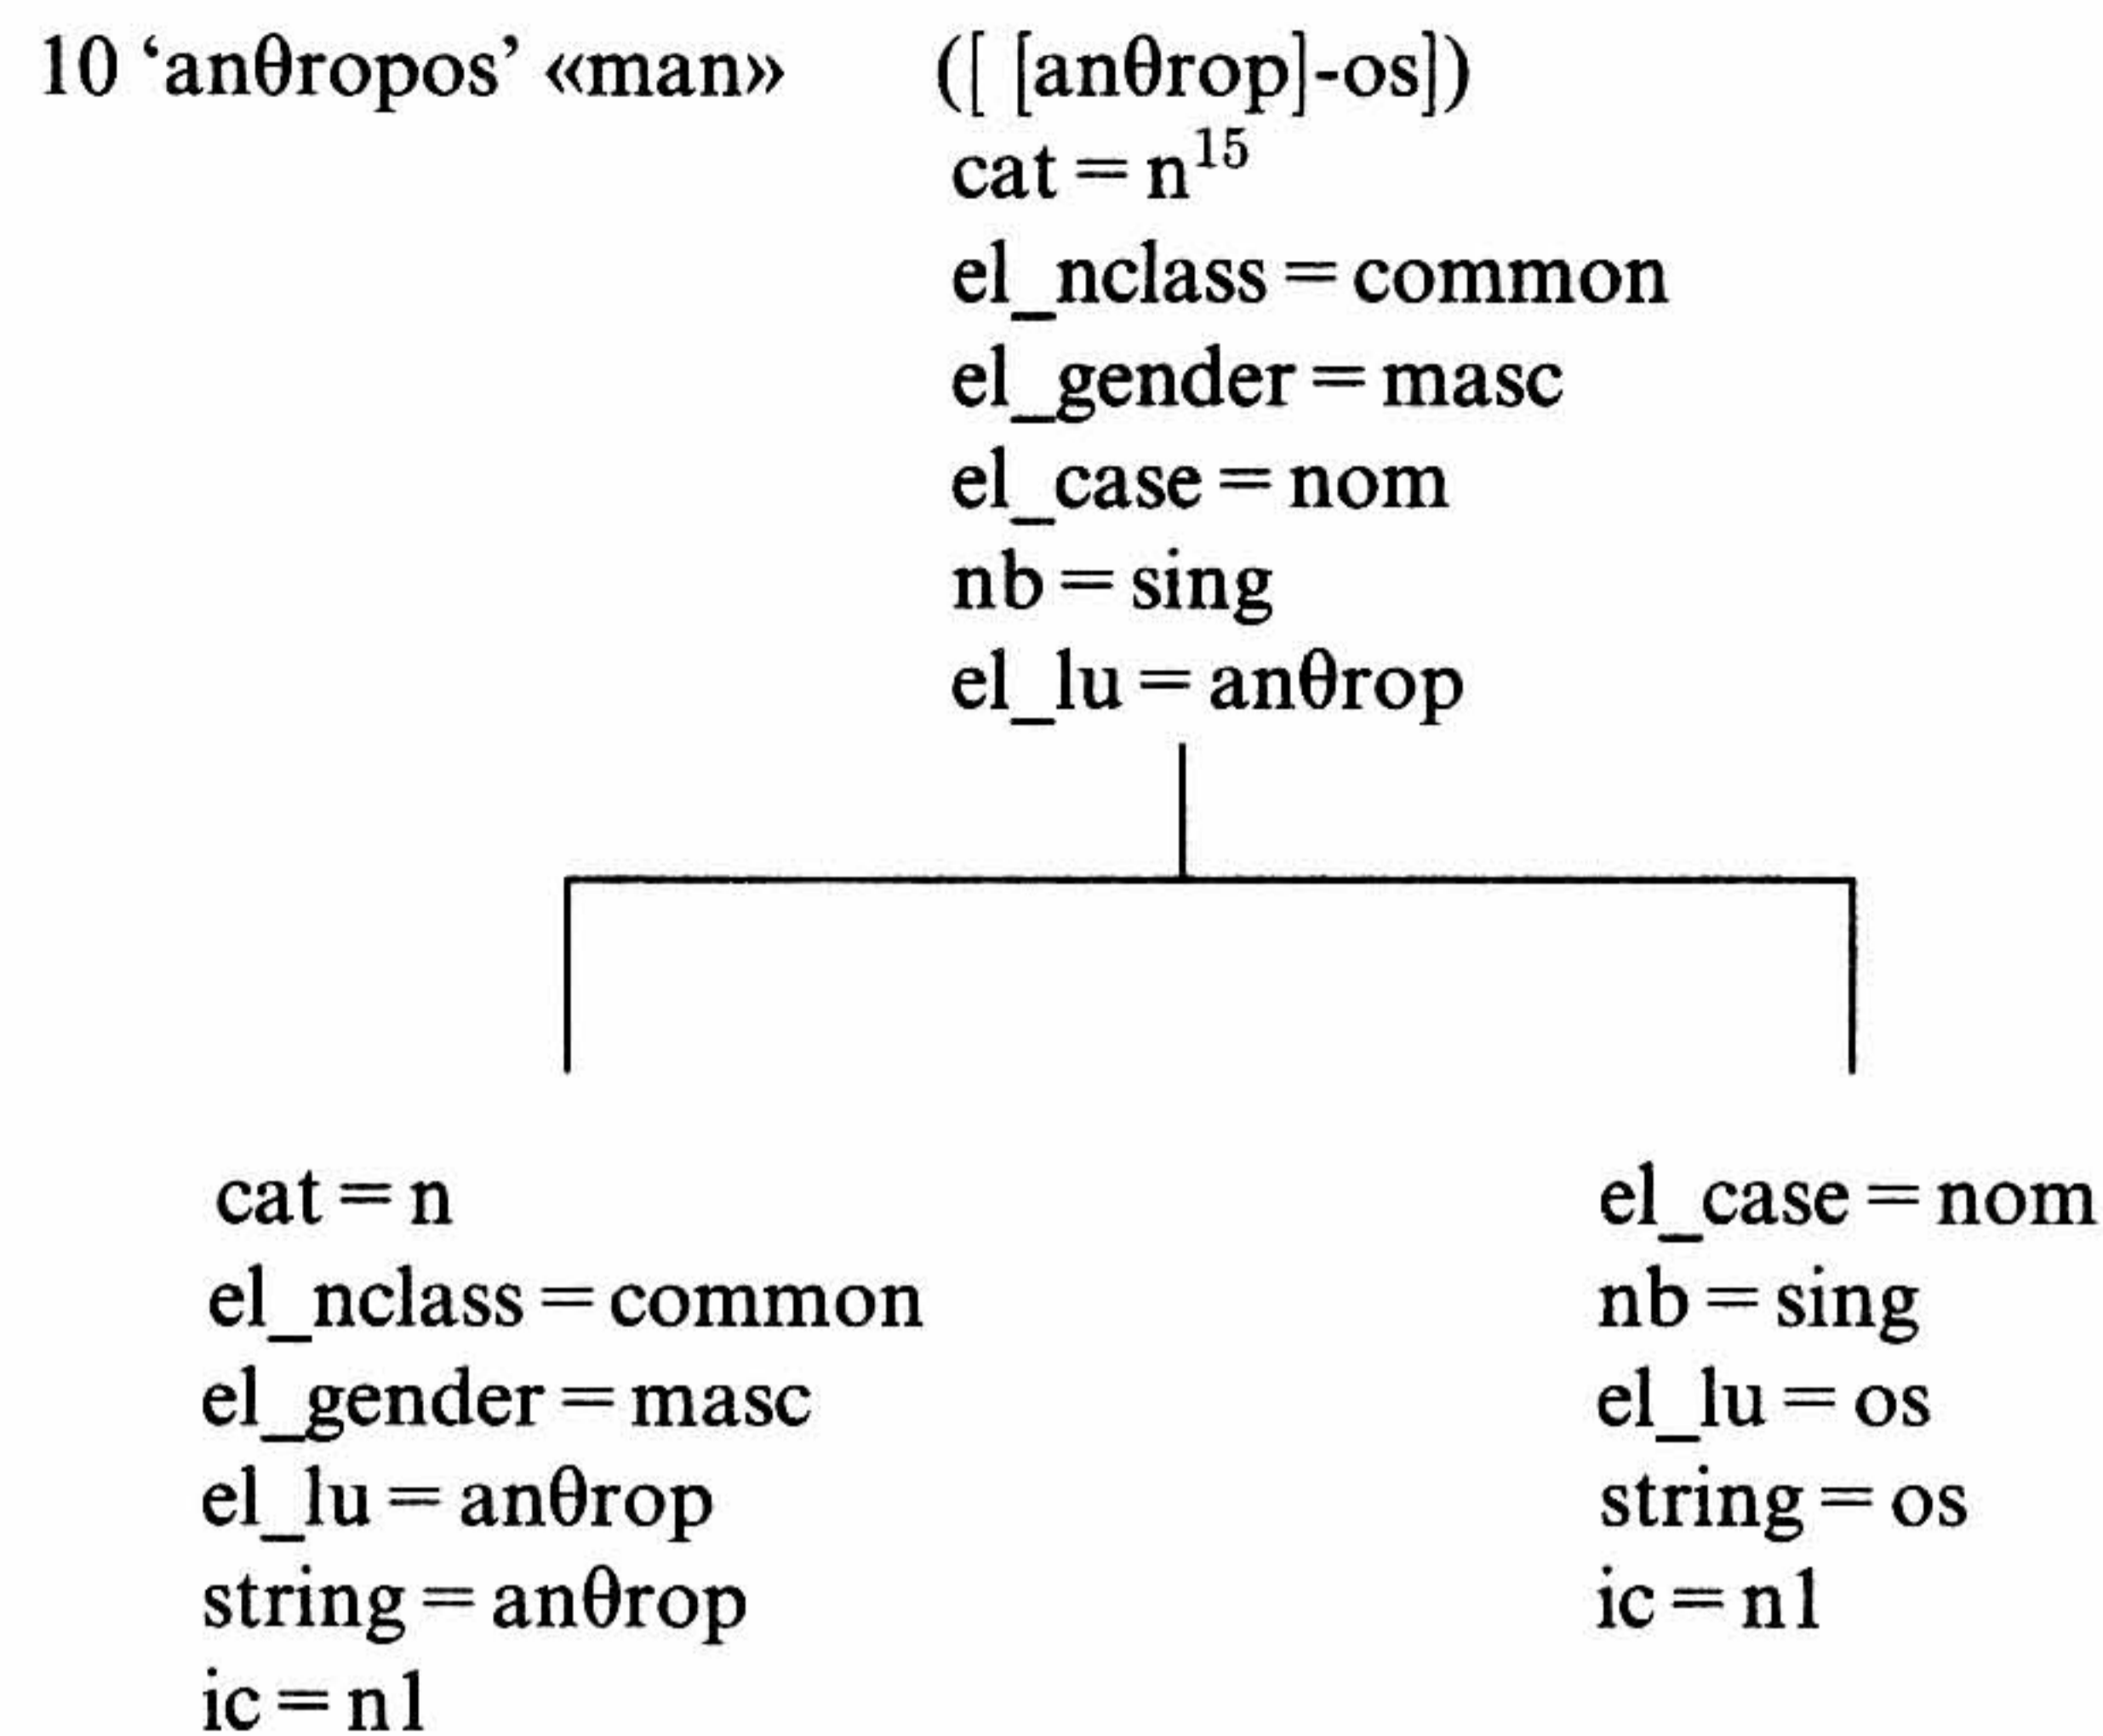 10 ‘anθropos’ «man» ([ [anθrop]-os])
cat = n¹⁵
el_nclass = common
el_gender = masc
el_case = nom
nb = sing
el_lu = anθrop
cat = n
el_nclass = common
el_gender = masc
el_lu = anθrop
string = anθrop
ic = n1
el_case = nom
nb = sing
el_lu = os
string = os
ic = n1